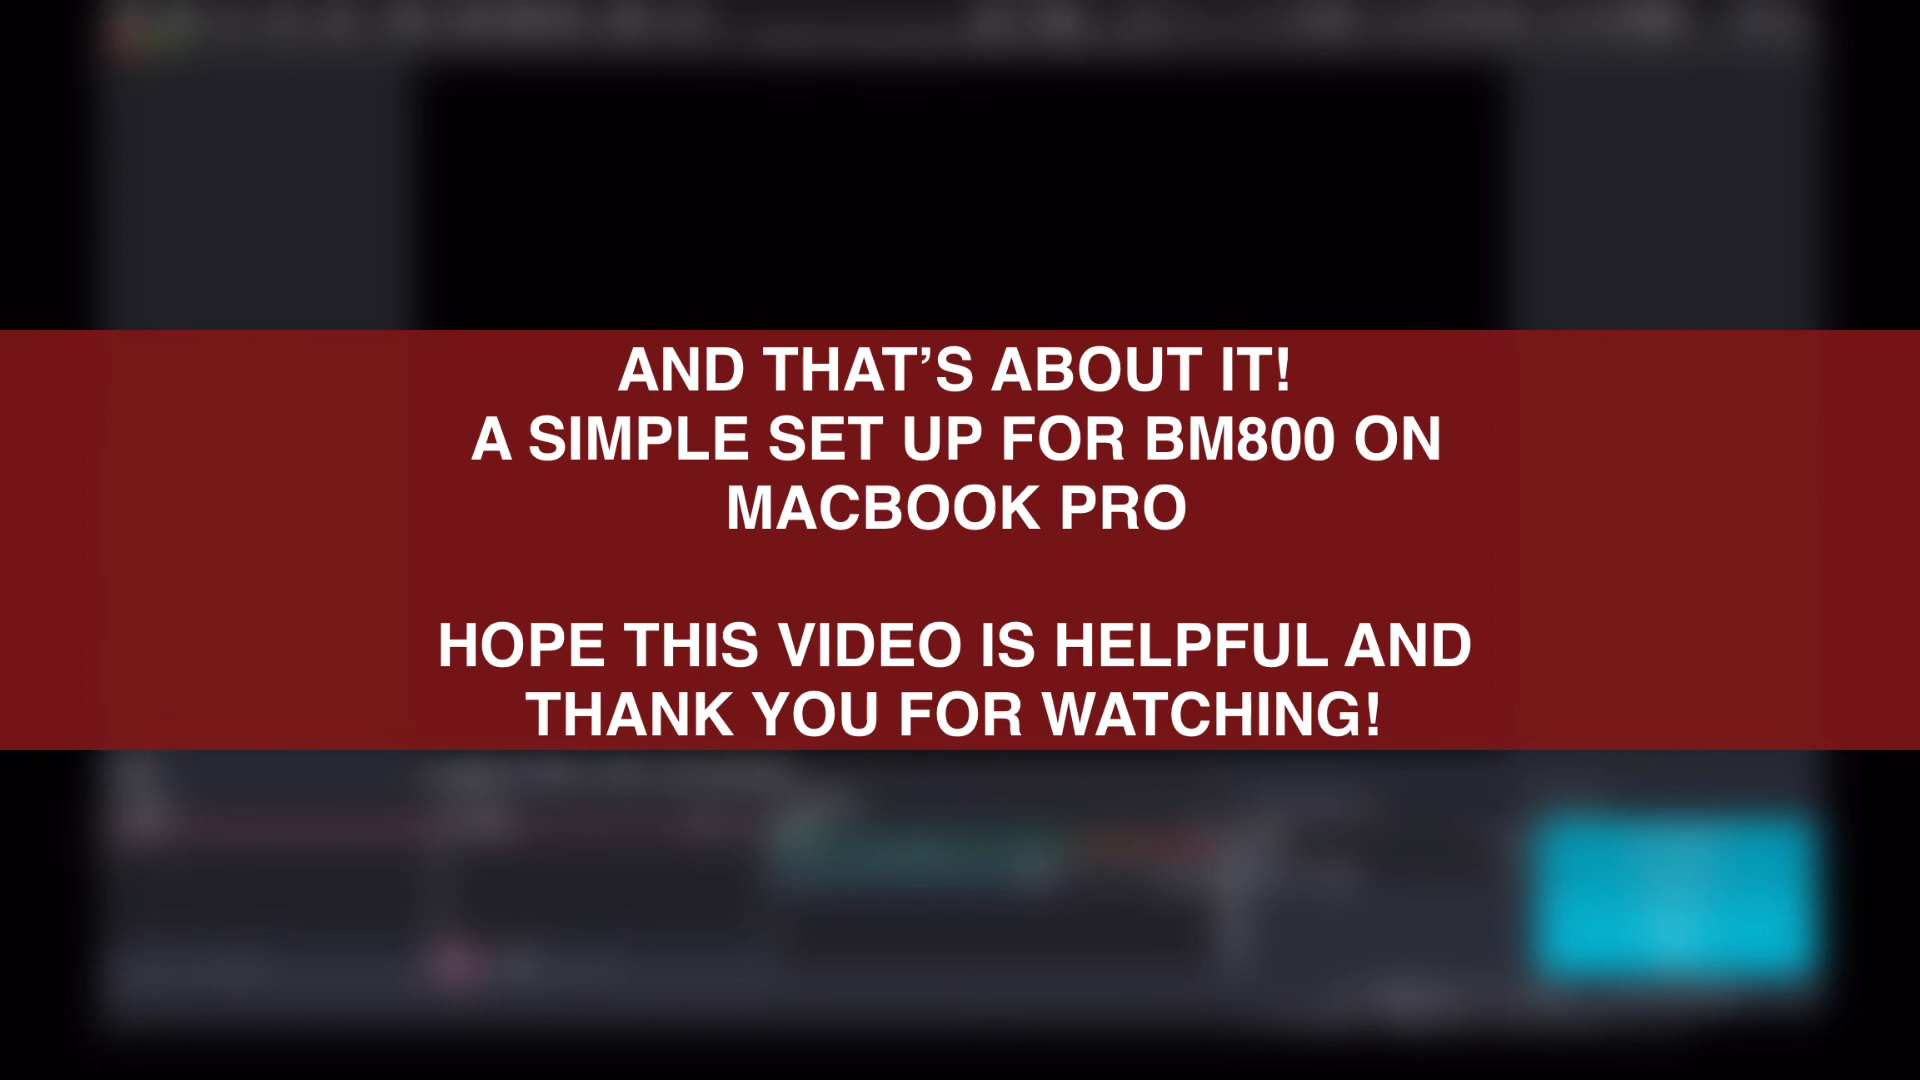 AND THAT’S ABOUT IT!
A SIMPLE SET UP FOR BM800 ON
MACBOOK PRO
HOPE THIS VIDEO IS HELPFUL AND
THANK YOU FOR WATCHING!